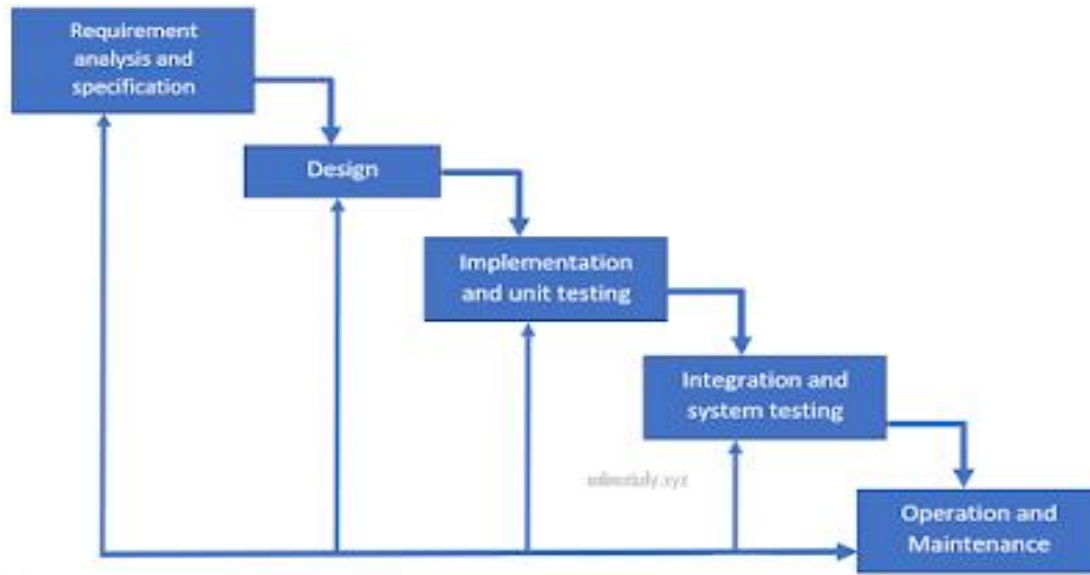 Requirement
analysis and
specification
Design
Implementation
and unit testing
Integration and
system testing
Operation and
Maintenance